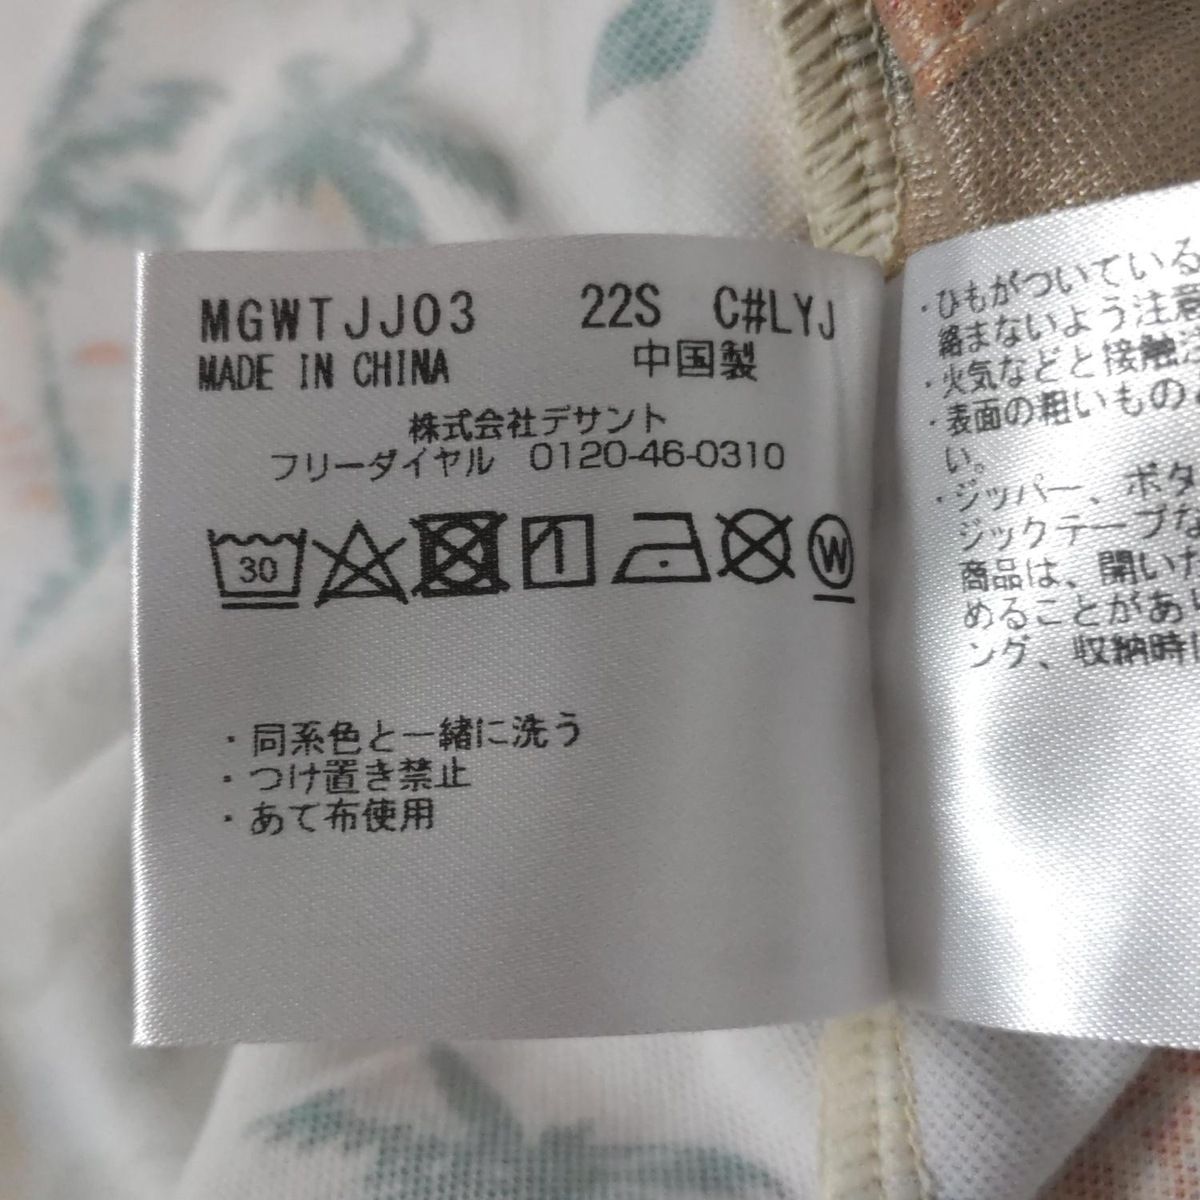 MGWTJJ03 22S C#LYJ
MADE IN CHINA 中国製
株式会社デサント
フリーダイヤル 0120-46-0310
30
W
・同系色と一緒に洗う
・つけ置き禁止
・あて布使用
・ひもがついている
絡まないよう注意
・火気などと接触
・表面の粗いもの
い。
・ジッパー、ボタ
ジックテープな
商品は、開いた
めることがあり
ング、収納時